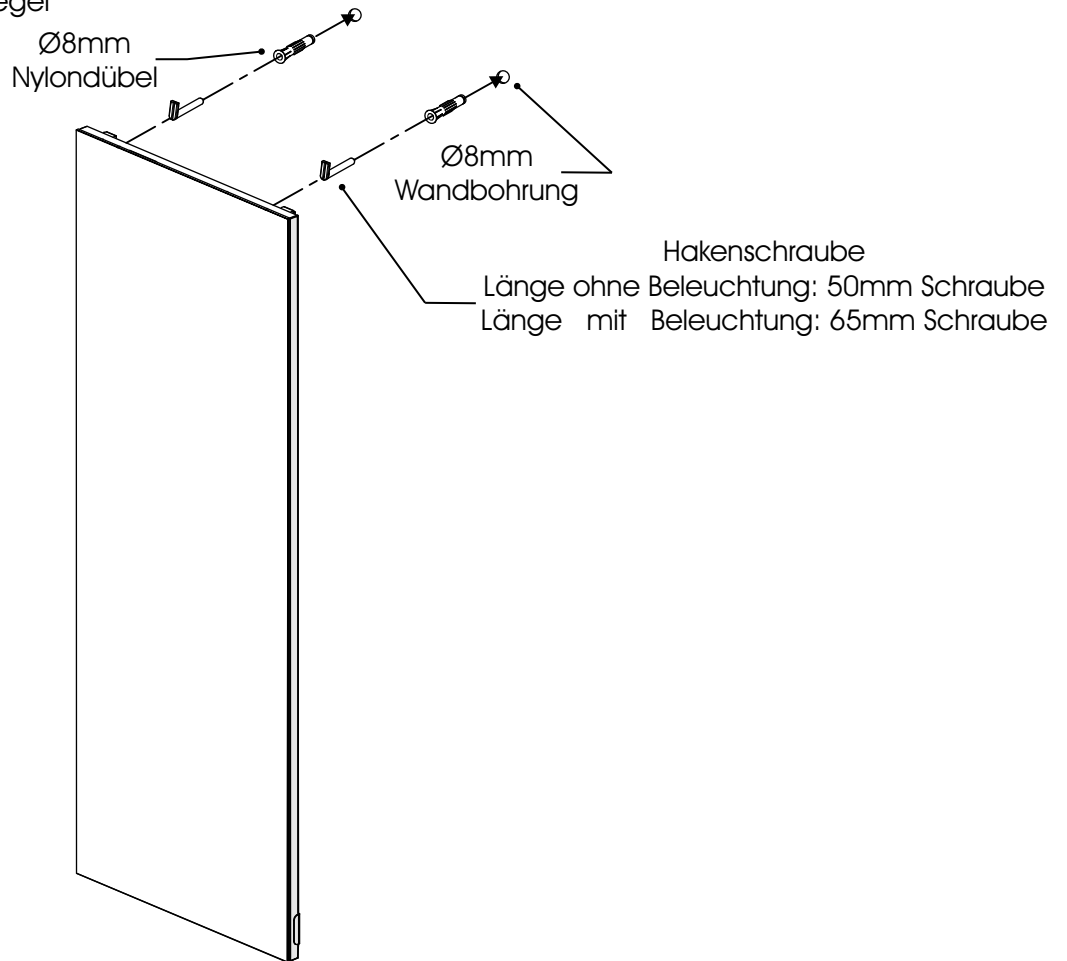 Ø8mm
Nylondübel
Ø8mm
Wandbohrung
Hakenschraube
Länge ohne Beleuchtung: 50mm Schraube
Länge mit Beleuchtung: 65mm Schraube